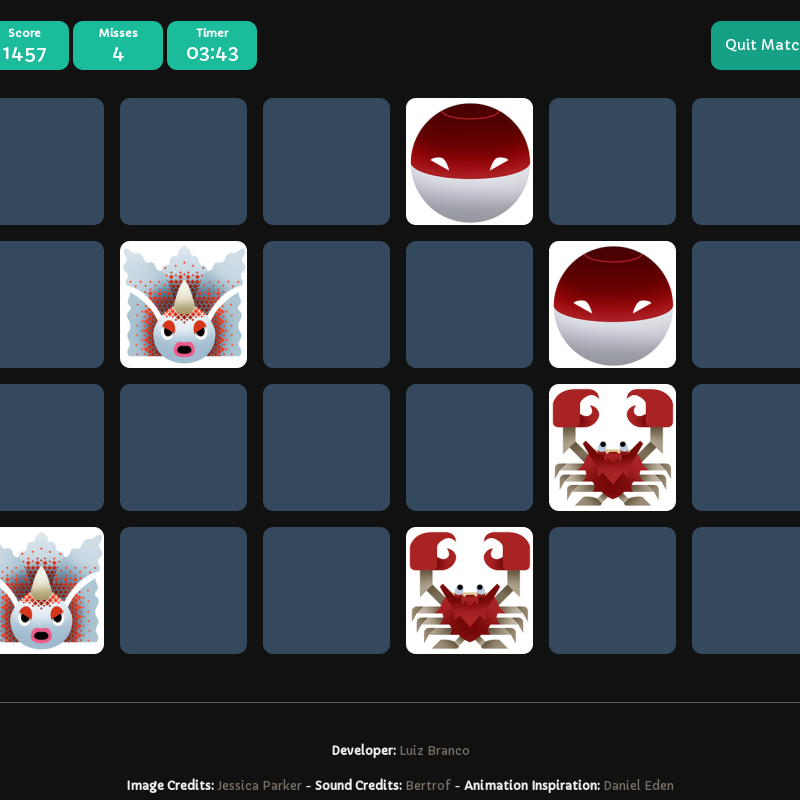 Score Misses Timer
1457 4 03:43 Quit Matc
Developer: Luiz Branco
Image Credits: Jessica Parker - Sound Credits: Bertrof - Animation Inspiration: Daniel Eden